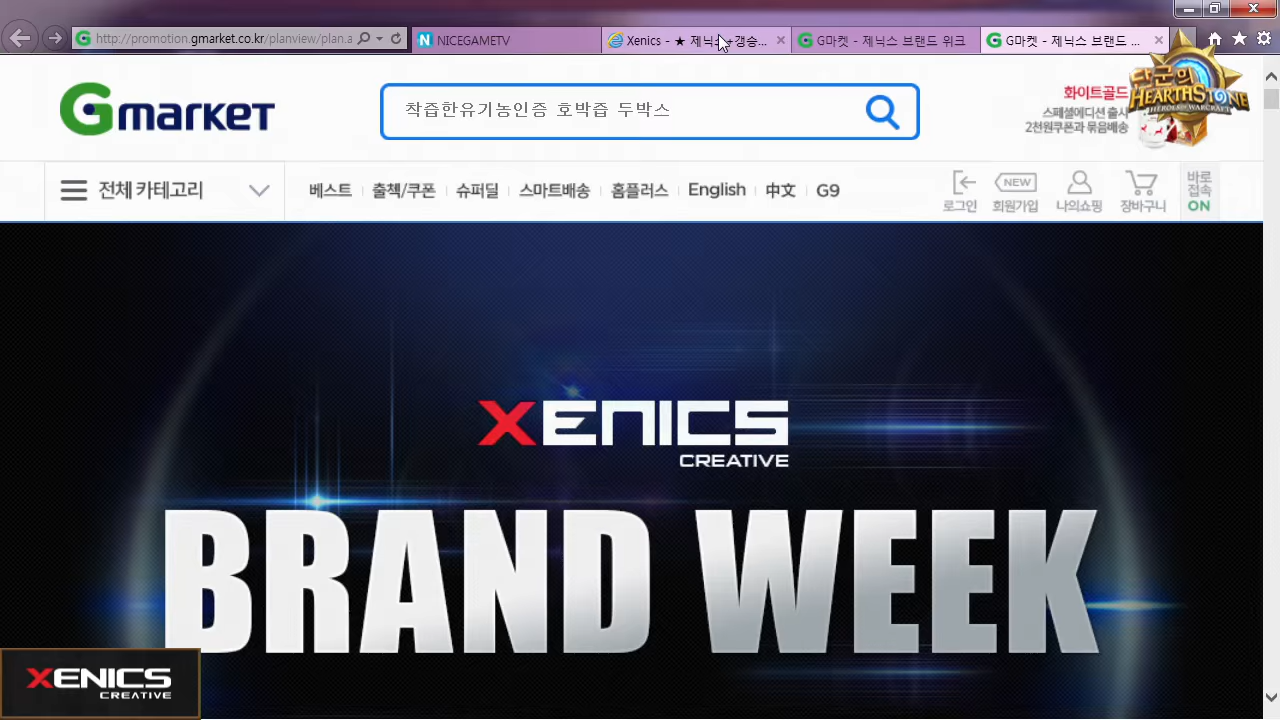 http://promotion.gmarket.co.kr/planview/plan.a
NICEGAMETV
Xenics - ★ 제닉스+갱승...
G마켓 - 제닉스 브랜드 위크
G마켓 - 제닉스 브랜드 ...
Gmarket
참좀한유기농인증 호박즙 두박스
화이트골드
스페셜에디션 출시
2천원쿠폰과 묶음배송
단군의
HEARTHSTONE
HEROES OF WARCRAFT
전체 카테고리
베스트
출첵/쿠폰
슈퍼딜
스마트배송
홈플러스
English
中文
G9
로그인
NEW
회원가입
나의쇼핑
장바구니
바로
접속
ON
XENICS
CREATIVE
BRAND WEEK
XENICS
CREATIVE